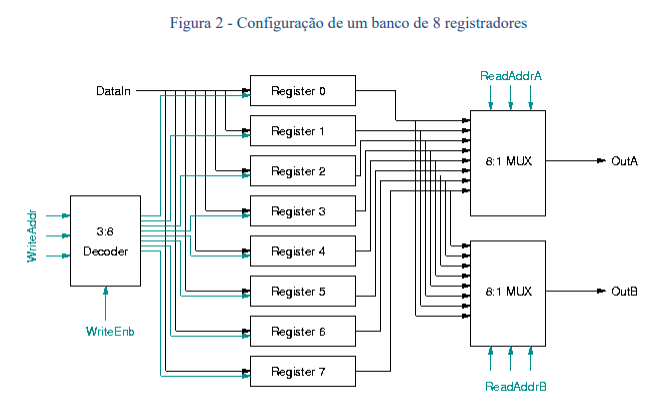 Figura 2 - Configuração de um banco de 8 registradores
ReadAddrA
DataIn
Register 0
Register 1
8:1 MUX
OutA
Register 2
WriteAddr
3:8
Decoder
Register 3
Register 4
Register 5
8:1 MUX
OutB
WriteEnb
Register 6
Register 7
ReadAddrB